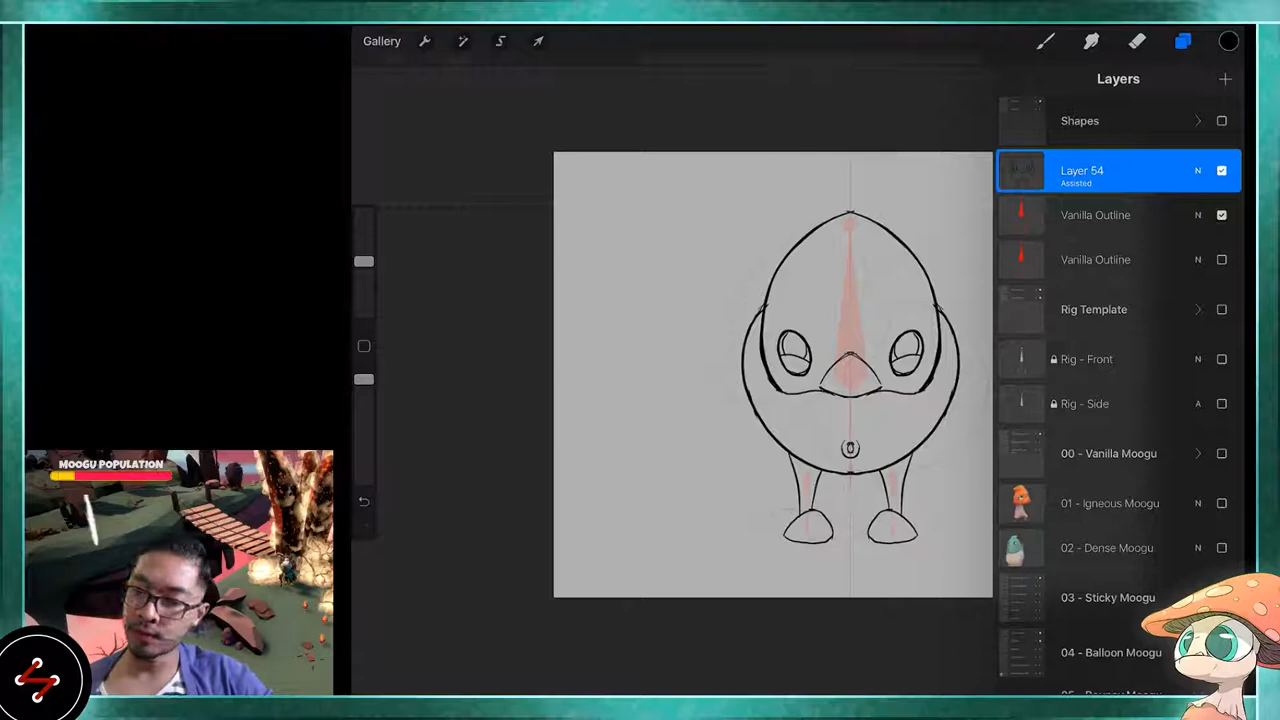 Gallery
Layers
Shapes
Layer 54
N
Assisted
Vanilla Outline
N
Vanilla Outline
N
Rig Template
Rig - Front
N
Rig - Side
A
00 - Vanilla Moogu
01 - Igneous Moogu
N
02 - Dense Moogu
N
03 - Sticky Moogu
04 - Balloon Moogu
MOOGU POPULATION